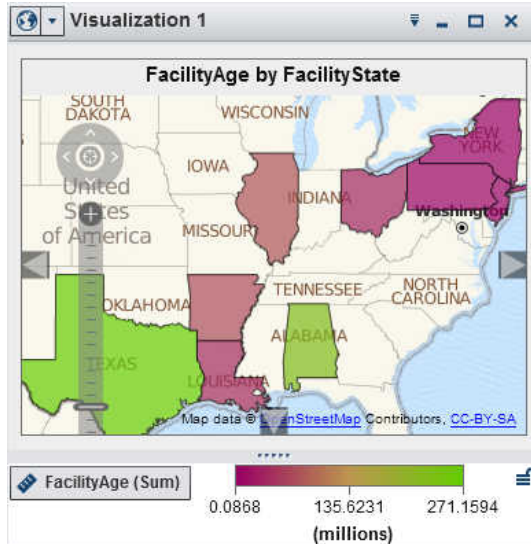 Visualization 1
FacilityAge by FacilityState
SOUTH
DAKOTA
WISCONSIN
NEW
YORK
IOWA
United
States
of America
INDIANA
MISSOURI
Washington
OKLAHOMA
TENNESSEE
NORTH
CAROLINA
ALABAMA
TEXAS
LOUISIANA
Map data © OpenStreetMap Contributors, CC-BY-SA
FacilityAge (Sum)
0.0868 135.6231 271.1594
(millions)